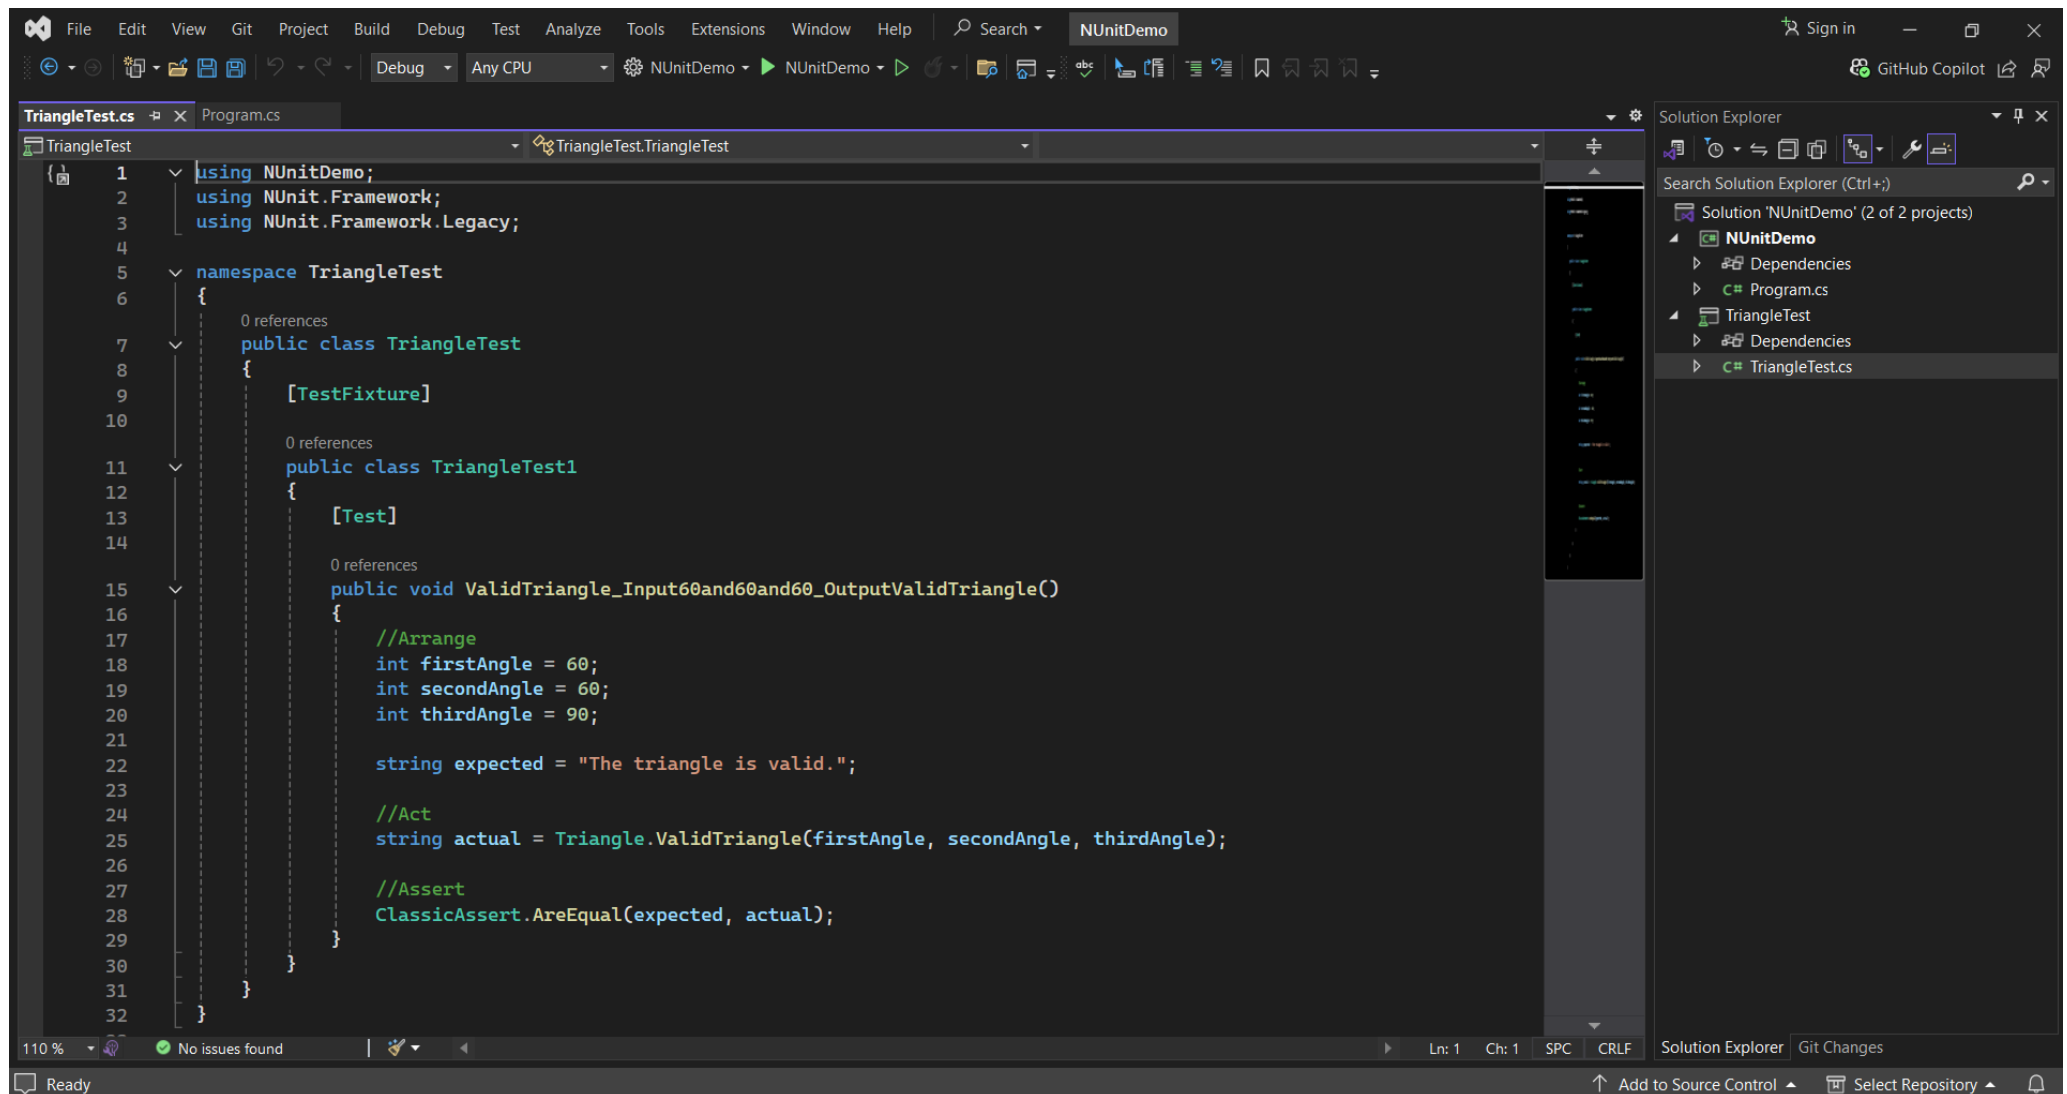 File Edit View Git Project Build Debug Test Analyze Tools Extensions Window Help Search NUnitDemo Sign in
Debug Any CPU NUnitDemo NUnitDemo abc GitHub Copilot
TriangleTest.cs Program.cs
TriangleTest TriangleTest.TriangleTest
1 using NUnitDemo;
2 using NUnit.Framework;
3 using NUnit.Framework.Legacy;
4
5 namespace TriangleTest
6 {
0 references
7 public class TriangleTest
8 {
9 [TestFixture]
10
0 references
11 public class TriangleTest1
12 {
13 [Test]
14
0 references
15 public void ValidTriangle_Input60and60and60_OutputValidTriangle()
16 {
17 //Arrange
18 int firstAngle = 60;
19 int secondAngle = 60;
20 int thirdAngle = 90;
21
22 string expected = "The triangle is valid.";
23
24 //Act
25 string actual = Triangle.ValidTriangle(firstAngle, secondAngle, thirdAngle);
26
27 //Assert
28 ClassicAssert.AreEqual(expected, actual);
29 }
30 }
31 }
32 }
110 % No issues found Ln: 1 Ch: 1 SPC CRLF
Solution Explorer
Search Solution Explorer (Ctrl+;)
Solution 'NUnitDemo' (2 of 2 projects)
C# NUnitDemo
Dependencies
C# Program.cs
TriangleTest
Dependencies
C# TriangleTest.cs
Solution Explorer Git Changes
Ready Add to Source Control Select Repository